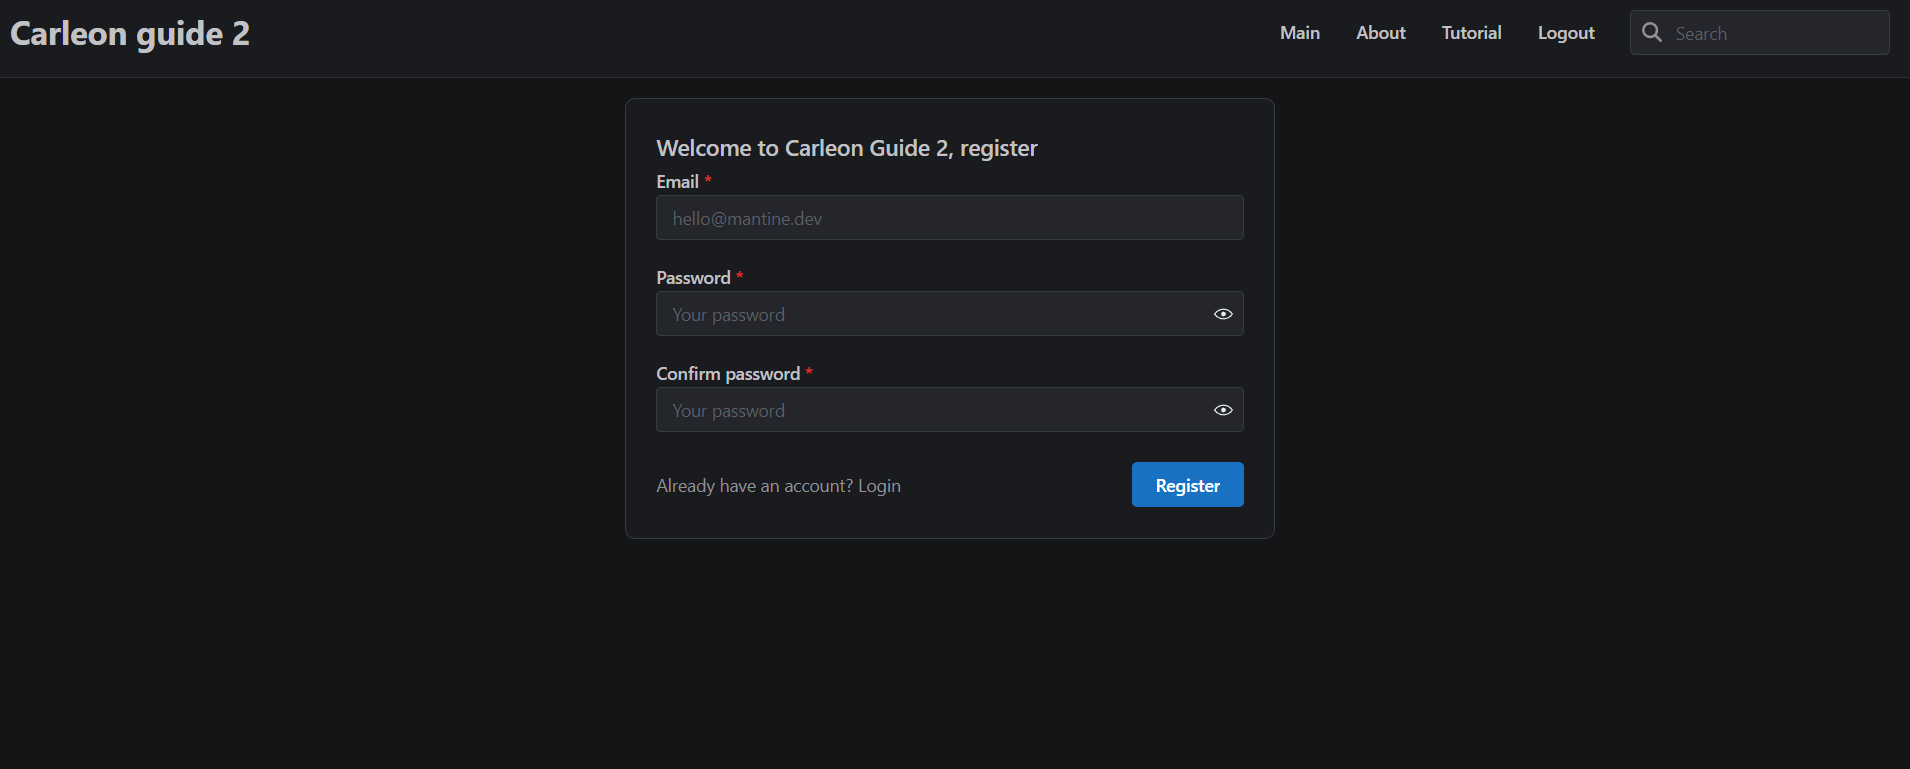 Carleon guide 2
Main About Tutorial Logout Search
Welcome to Carleon Guide 2, register
Email *
hello@mantine.dev
Password *
Your password
Confirm password *
Your password
Already have an account? Login Register